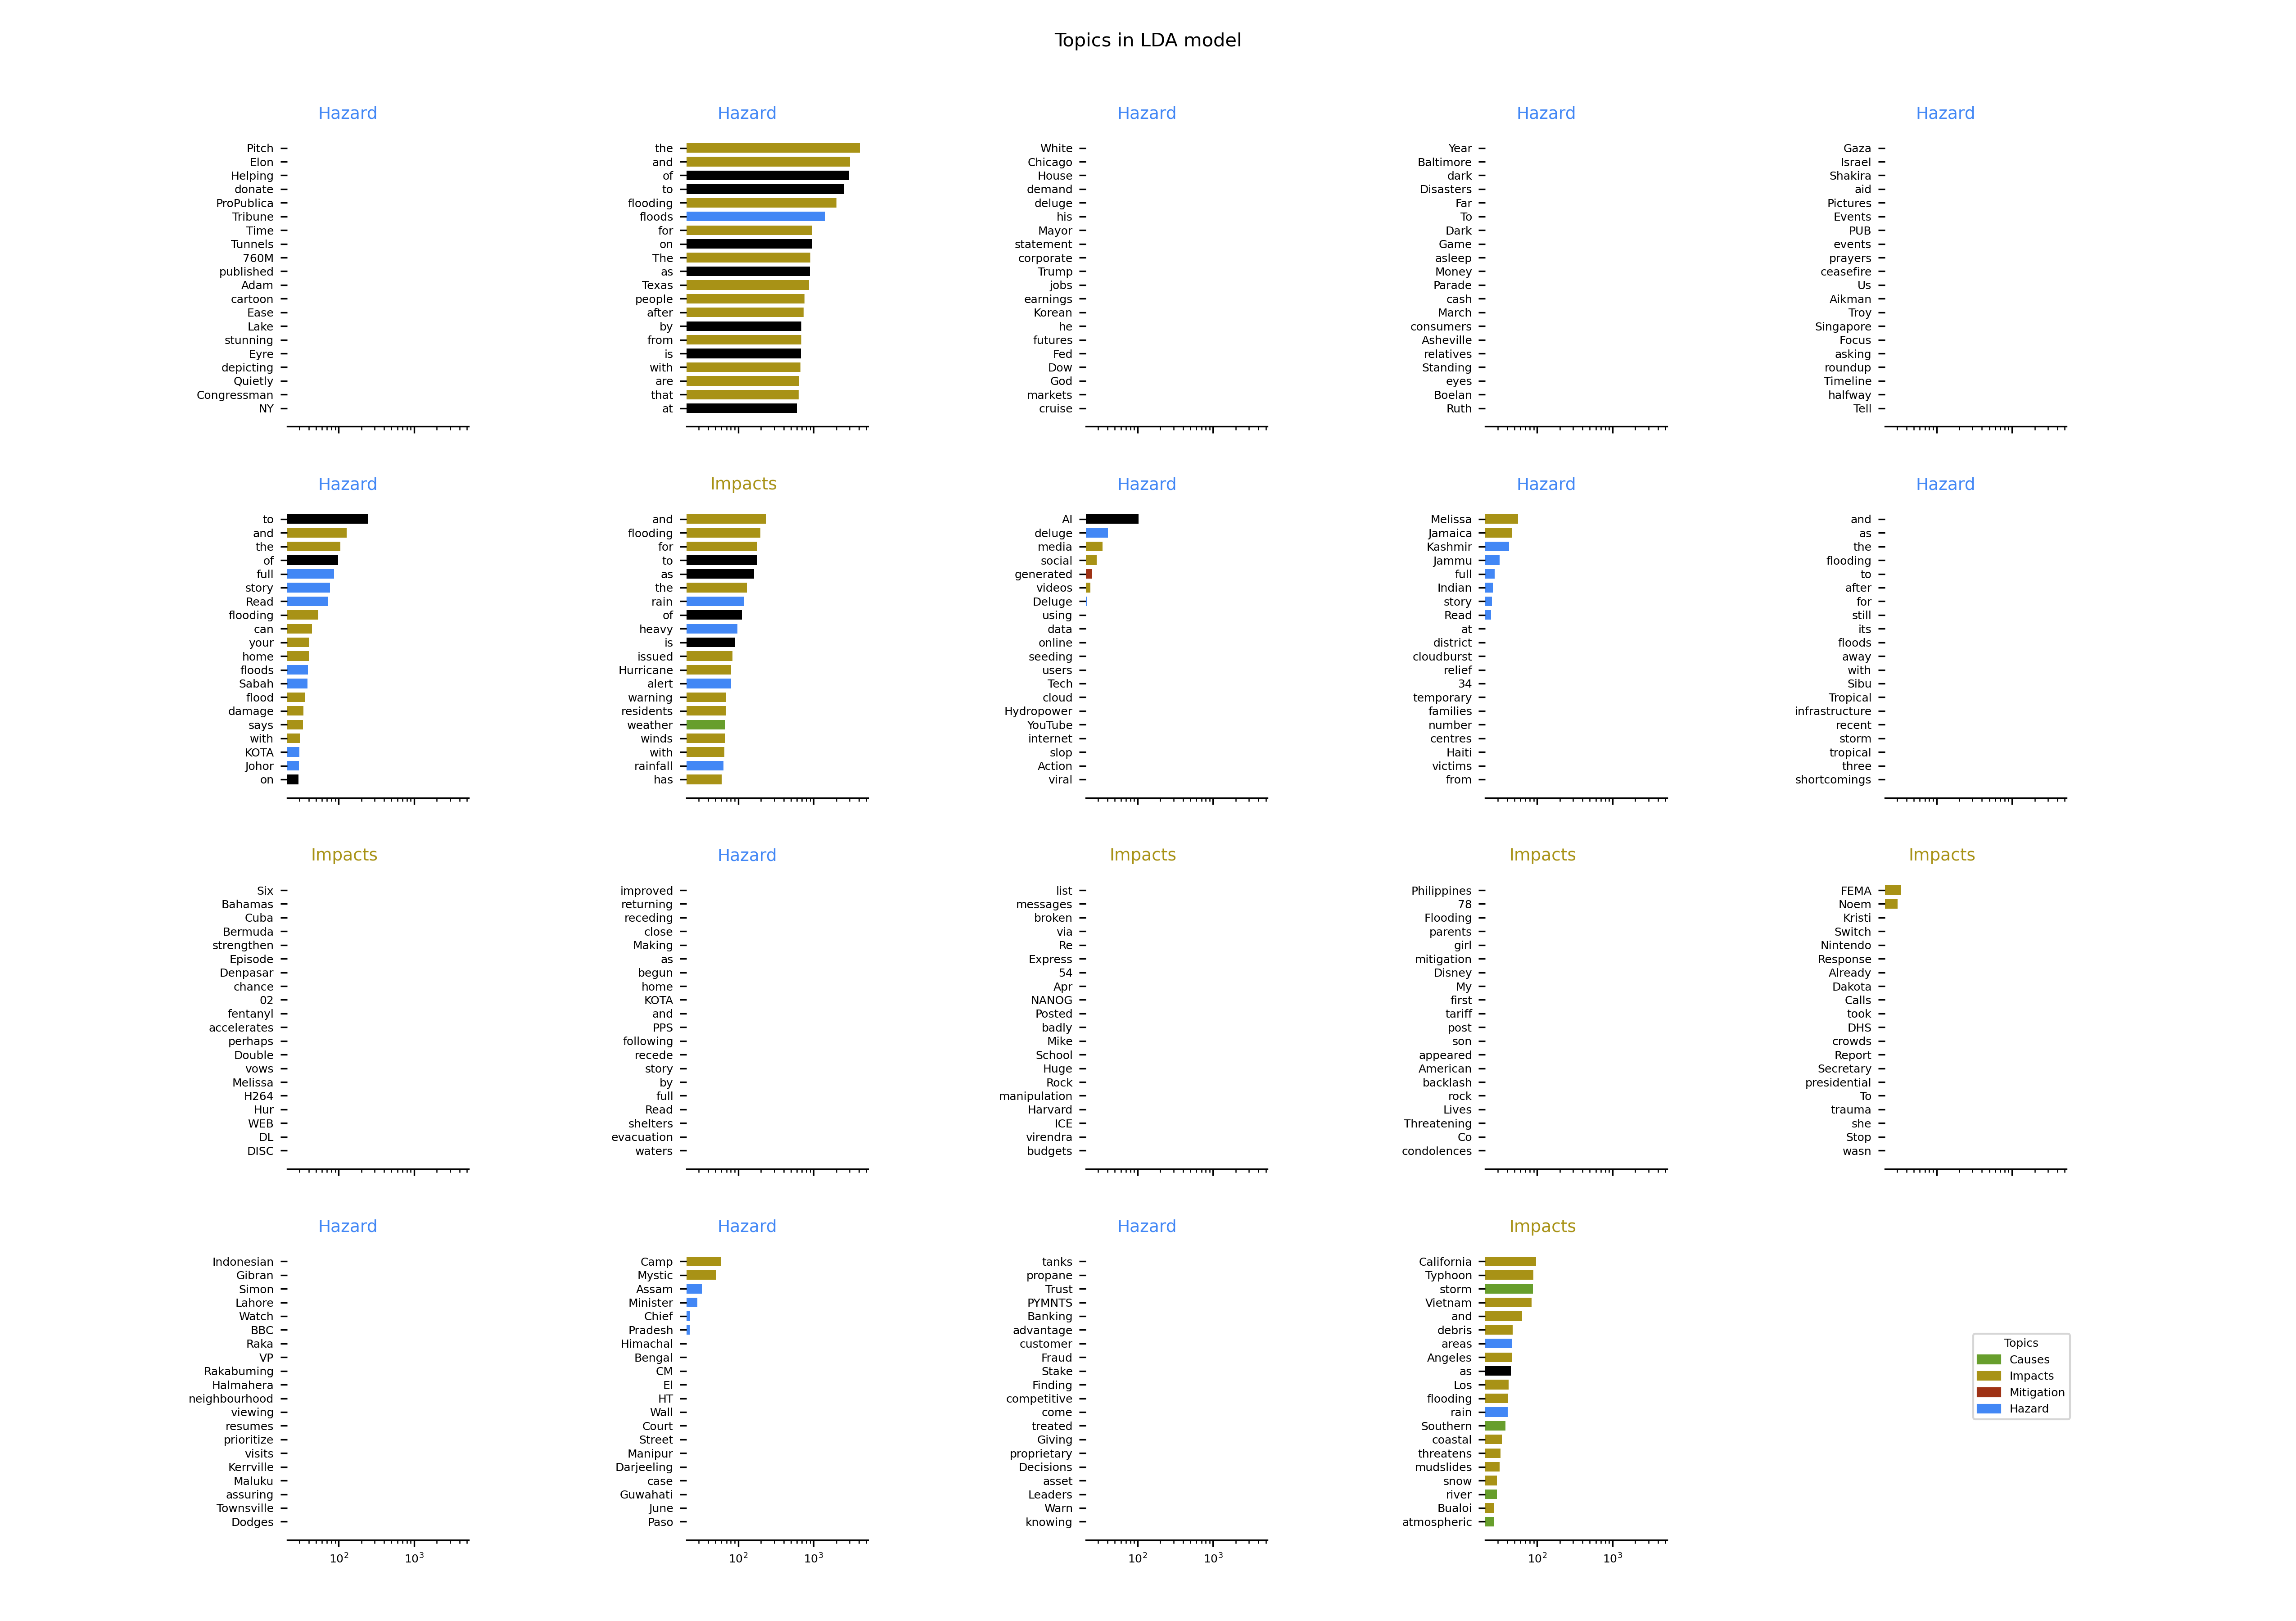 Topics in LDA model
Hazard
Pitch
Elon
Helping
donate
ProPublica
Tribune
Time
Tunnels
760M
published
Adam
cartoon
Ease
Lake
stunning
Eyre
depicting
Quietly
Congressman
NY
Hazard
the
and
of
to
flooding
floods
for
on
The
as
Texas
people
after
by
from
is
with
are
that
at
Hazard
White
Chicago
House
demand
deluge
his
Mayor
statement
corporate
Trump
jobs
earnings
Korean
he
futures
Fed
Dow
God
markets
cruise
Hazard
Year
Baltimore
dark
Disasters
Far
To
Dark
Game
asleep
Money
Parade
cash
March
consumers
Asheville
relatives
Standing
eyes
Boelan
Ruth
Hazard
Gaza
Israel
Shakira
aid
Pictures
Events
PUB
events
prayers
ceasefire
Us
Aikman
Troy
Singapore
Focus
asking
roundup
Timeline
halfway
Tell
Hazard
to
and
the
of
full
story
Read
flooding
can
your
home
floods
Sabah
flood
damage
says
with
KOTA
Johor
on
Impacts
and
flooding
for
to
as
the
rain
of
heavy
is
issued
Hurricane
alert
warning
residents
weather
winds
with
rainfall
has
Hazard
AI
deluge
media
social
generated
videos
Deluge
using
data
online
seeding
users
Tech
cloud
Hydropower
YouTube
internet
slop
Action
viral
Hazard
Melissa
Jamaica
Kashmir
Jammu
full
Indian
story
Read
at
district
cloudburst
relief
34
temporary
families
number
centres
Haiti
victims
from
Hazard
and
as
the
flooding
to
after
for
still
its
floods
away
with
Sibu
Tropical
infrastructure
recent
storm
tropical
three
shortcomings
Impacts
Six
Bahamas
Cuba
Bermuda
strengthen
Episode
Denpasar
chance
02
fentanyl
accelerates
perhaps
Double
vows
Melissa
H264
Hur
WEB
DL
DISC
Hazard
improved
returning
receding
close
Making
as
begun
home
KOTA
and
PPS
following
recede
story
by
full
Read
shelters
evacuation
waters
Impacts
list
messages
broken
via
Re
Express
54
Apr
NANOG
Posted
badly
Mike
School
Huge
Rock
manipulation
Harvard
ICE
virendra
budgets
Impacts
Philippines
78
Flooding
parents
girl
mitigation
Disney
My
first
tariff
post
son
appeared
American
backlash
rock
Lives
Threatening
Co
condolences
Impacts
FEMA
Noem
Kristi
Switch
Nintendo
Response
Already
Dakota
Calls
took
DHS
crowds
Report
Secretary
presidential
To
trauma
she
Stop
wasn
Hazard
Indonesian
Gibran
Simon
Lahore
Watch
BBC
Raka
VP
Rakabuming
Halmahera
neighbourhood
viewing
resumes
prioritize
visits
Kerrville
Maluku
assuring
Townsville
Dodges
10² 10³
Hazard
Camp
Mystic
Assam
Minister
Chief
Pradesh
Himachal
Bengal
CM
El
HT
Wall
Court
Street
Manipur
Darjeeling
case
Guwahati
June
Paso
10² 10³
Hazard
tanks
propane
Trust
PYMNTS
Banking
advantage
customer
Fraud
Stake
Finding
competitive
come
treated
Giving
proprietary
Decisions
asset
Leaders
Warn
knowing
10² 10³
Impacts
California
Typhoon
storm
Vietnam
and
debris
areas
Angeles
as
Los
flooding
rain
Southern
coastal
threatens
mudslides
snow
river
Bualoi
atmospheric
10² 10³
Topics
Causes
Impacts
Mitigation
Hazard